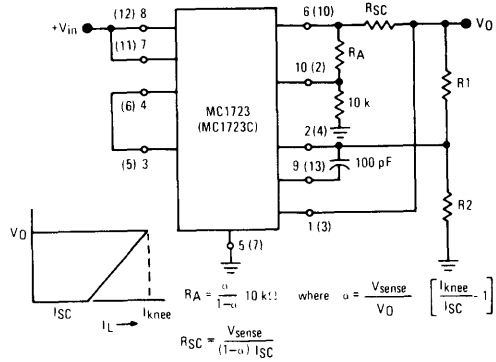 +Vin
(12) 8
(11) 7
(6) 4
(5) 3
MC1723
(MC1723C)
6 (10)
RSC
VO
RA
10 (2)
10 k
R1
2 (4)
9 (13)
100 pF
R2
1 (3)
5 (7)
VO
ISC
IL
Iknee
RA = α/1-α 10 kΩ where α = Vsense/VO [Iknee/ISC - 1]
RSC = Vsense/(1-α) ISC